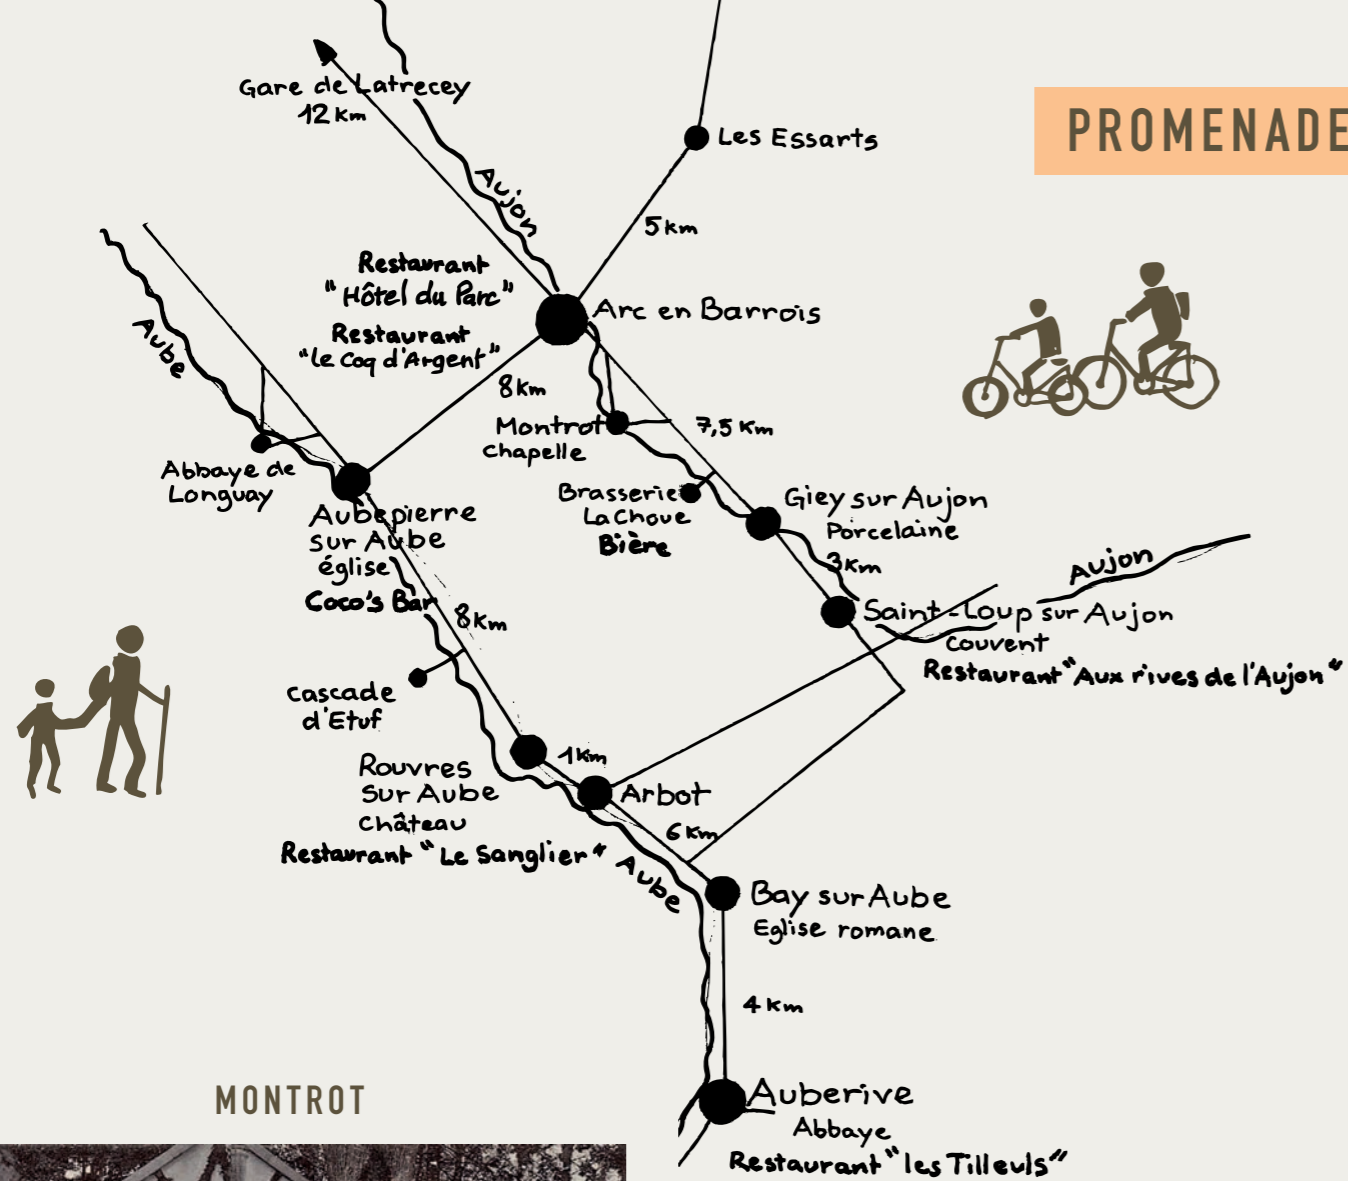 Gare de Latrecey
12 km
Aujon
Les Essarts
PROMENADE
5 km
Restaurant
"Hôtel du Parc"
Arc en Barrois
Restaurant
"le Coq d'Argent"
Aube
8 km
Montrot
chapelle
7,5 km
Abbaye de
Longuay
Brasserie
La Choue
Bière
Giey sur Aujon
Porcelaine
3 km
Aubepierre
sur Aube
église
Coco's Bar
8 km
Aujon
Saint-Loup sur Aujon
couvent
Restaurant "Aux rives de l'Aujon"
cascade
d'Etuf
1 km
Rouvres
sur Aube
château
Restaurant "Le Sanglier"
Arbot
6 km
Aube
Bay sur Aube
Eglise romane
4 km
Auberive
Abbaye
Restaurant "les Tilleuls"
MONTROT